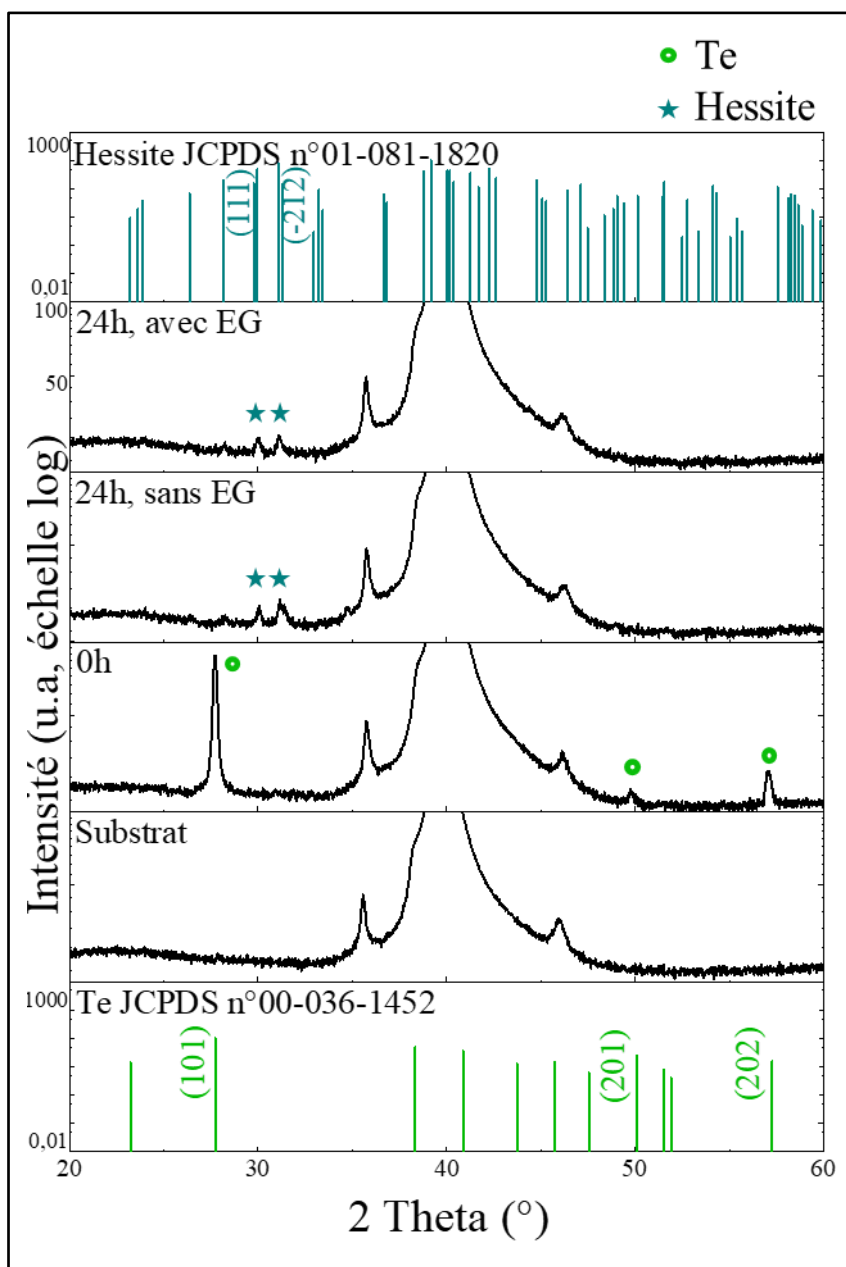 Te
Hessite
Hessite JCPDS n°01-081-1820
1000
(111)
(-212)
0,01
24h, avec EG
100
50
0
24h, sans EG
0h
Substrat
Te JCPDS n°00-036-1452
1000
(101)
(201)
(202)
0,01
20
30
40
50
60
2 Theta (°)
Intensité (u.a, échelle log)